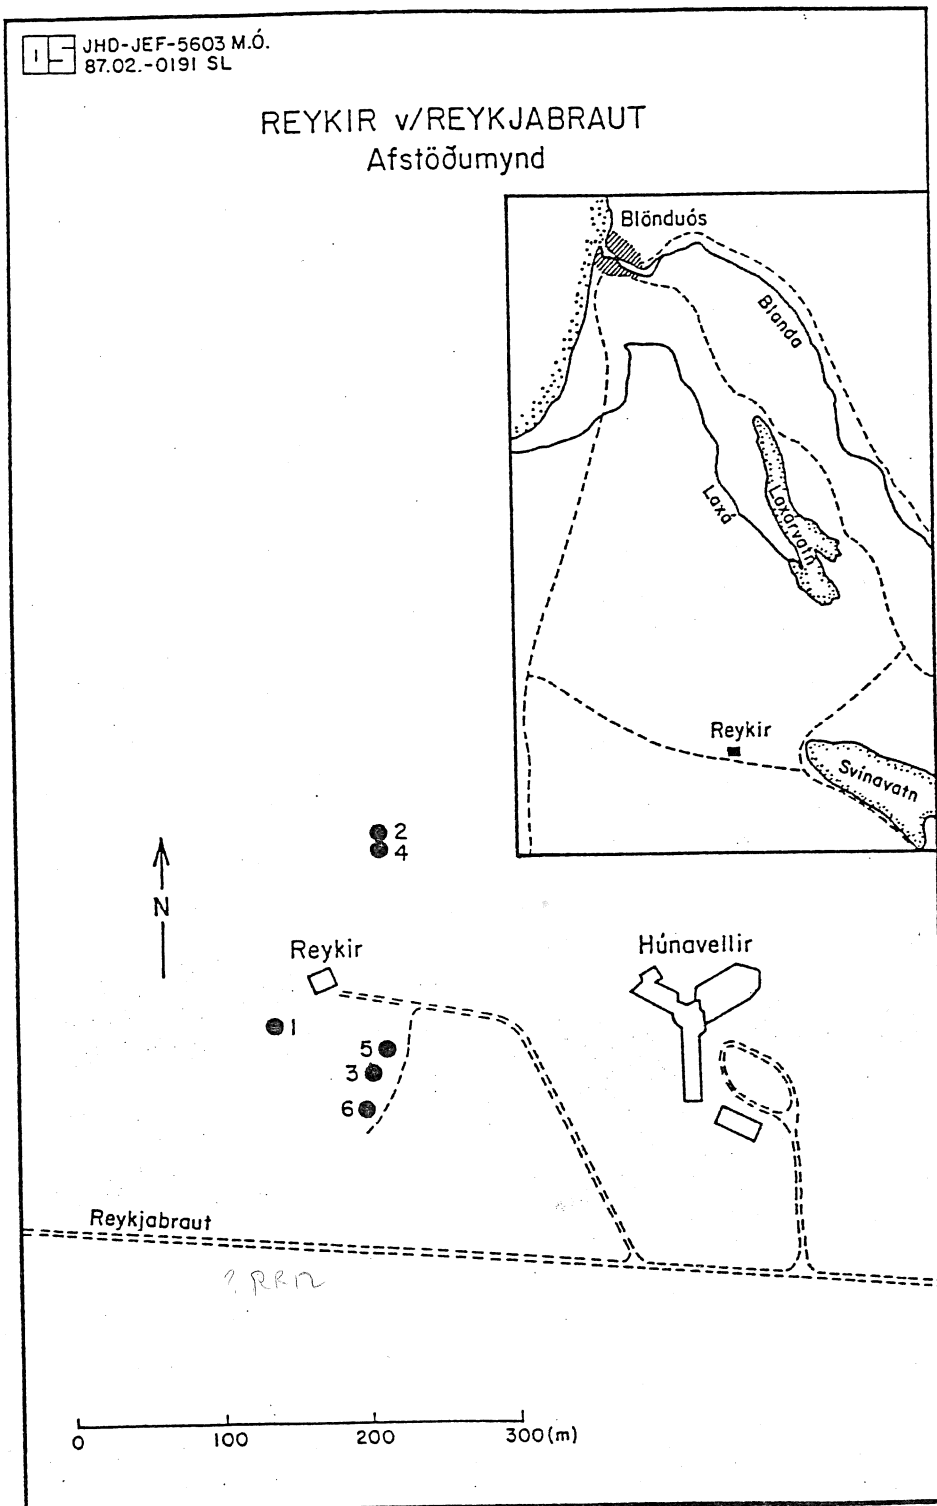 OS JHD-JEF-5603 M.Ó.
87.02.-0191 SL
REYKIR v/REYKJABRAUT
Afstöðumynd
Blönduós
Blanda
Laxá
Laxárvatn
Reykir
Svínavatn
2
4
N
Reykir
Húnavellir
1
5
3
6
Reykjabraut
0 100 200 300(m)